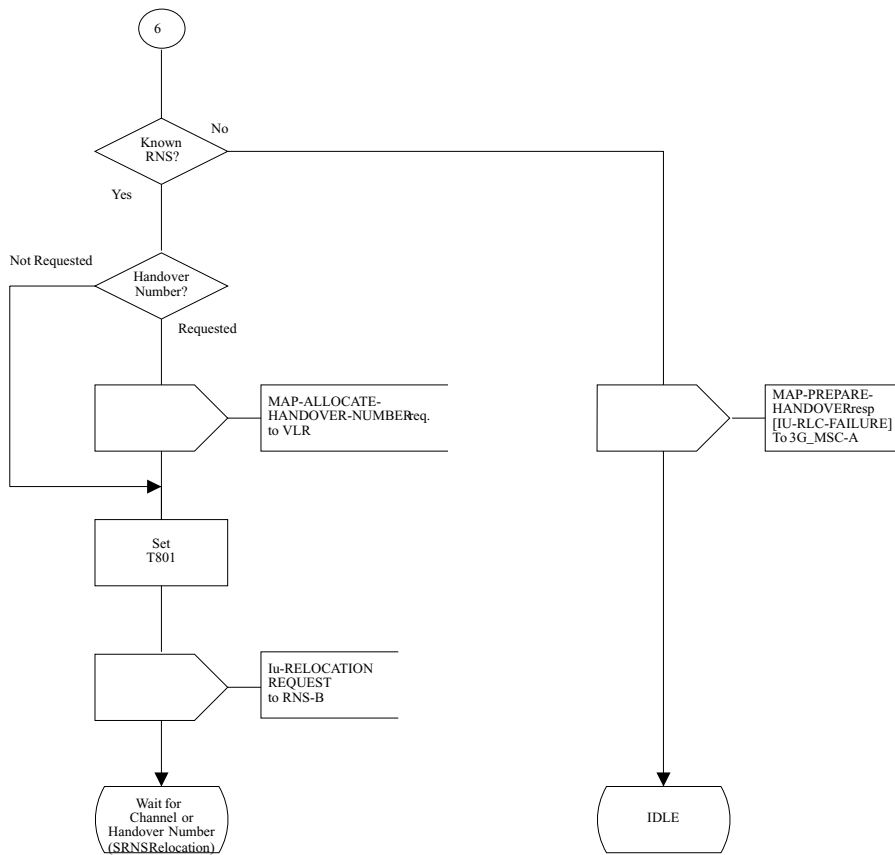 6
Known
RNS?
No
Yes
Not Requested
Handover
Number?
Requested
MAP-ALLOCATE-
HANDOVER-NUMBERreq.
to VLR
MAP-PREPARE-
HANDOVERresp
[IU-RLC-FAILURE]
To 3G_MSC-A
Set
T801
Iu-RELOCATION
REQUEST
to RNS-B
Wait for
Channel or
Handover Number
(SRNSRelocation)
IDLE